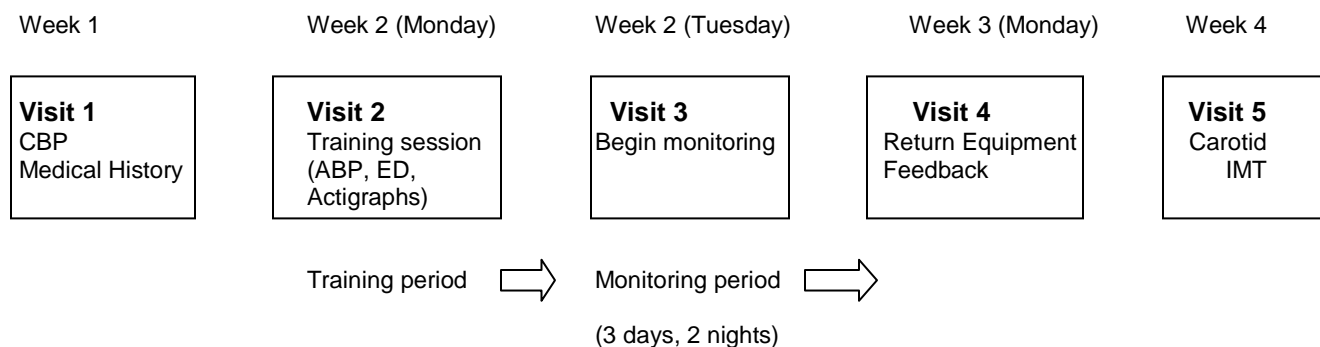 Week 1 Week 2 (Monday) Week 2 (Tuesday) Week 3 (Monday) Week 4
Visit 1 Visit 2 Visit 3 Visit 4 Visit 5
CBP Training session Begin monitoring Return Equipment Carotid
Medical History (ABP, ED, Feedback IMT
Actigraphs)
Training period Monitoring period
(3 days, 2 nights)